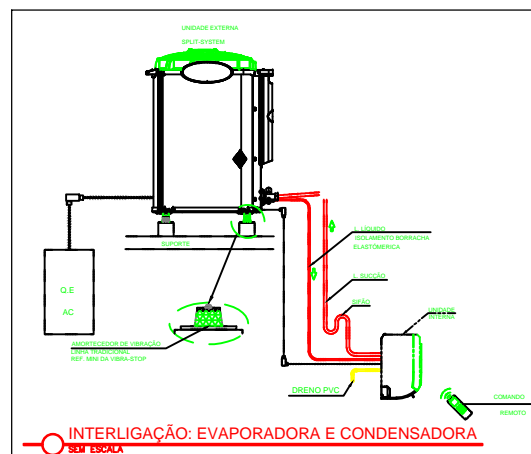 UNIDADE EXTERNA
SPLIT-SYSTEM
L. LÍQUIDO
ISOLAMENTO BORRACHA
ELASTOMÉRICA
SUPORTE
L. SUCÇÃO
Q.E
AC
SIFÃO
UNIDADE
INTERNA
AMORTECEDOR DE VIBRAÇÃO
LINHA TRADICIONAL
REF. MINI DA VIBRA-STOP
DRENO PVC
COMANDO
REMOTO
INTERLIGAÇÃO: EVAPORADORA E CONDENSADORA
SEM ESCALA